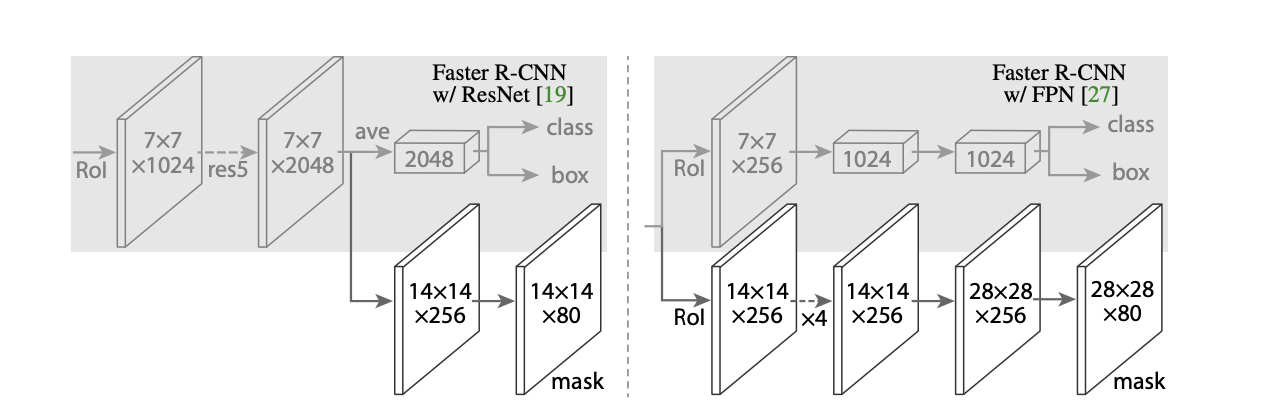 Faster R-CNN
w/ ResNet [19]
RoI
7×7
×1024
res5
7×7
×2048
ave
2048
class
box
14×14
×256
14×14
×80
mask
Faster R-CNN
w/ FPN [27]
RoI
7×7
×256
1024
1024
class
box
RoI
14×14
×256
×4
14×14
×256
28×28
×256
28×28
×80
mask